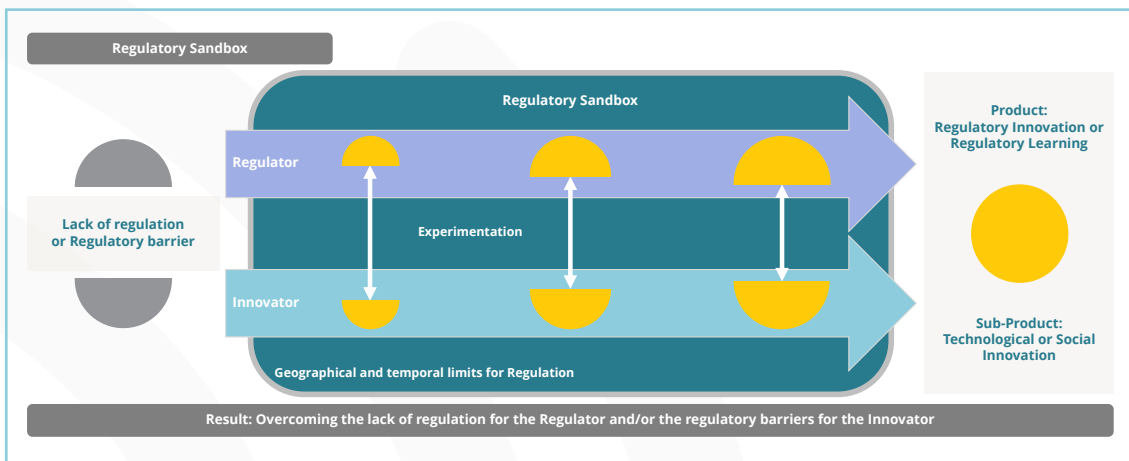 Regulatory Sandbox
Regulatory Sandbox
Regulator
Lack of regulation
or Regulatory barrier
Experimentation
Innovator
Geographical and temporal limits for Regulation
Product:
Regulatory Innovation or
Regulatory Learning
Sub-Product:
Technological or Social
Innovation
Result: Overcoming the lack of regulation for the Regulator and/or the regulatory barriers for the Innovator